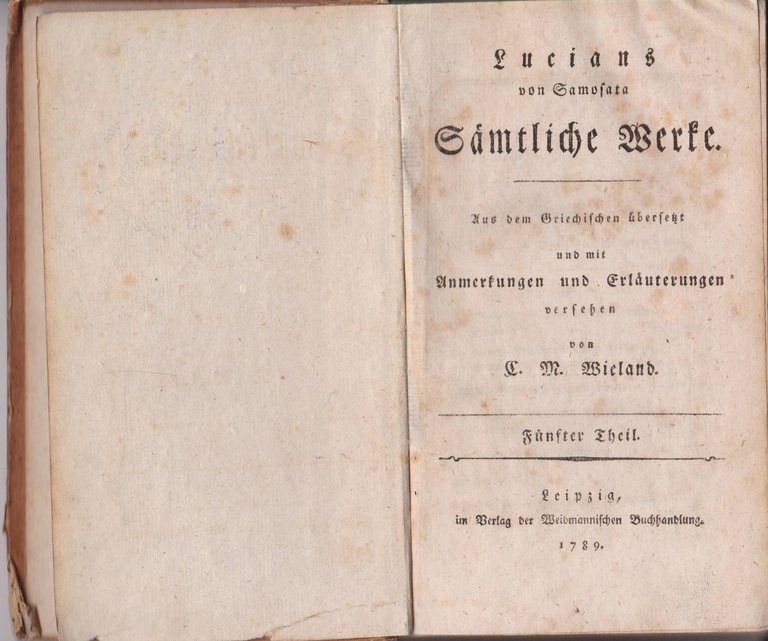 Lucians
von Samosata
Sämtliche Werke.
Aus dem Griechischen übersetzt
und mit
Anmerkungen und Erläuterungen
versehen
von
C. M. Wieland.
Fünfter Theil.
Leipzig,
im Verlag der Weidmannischen Buchhandlung.
1789.